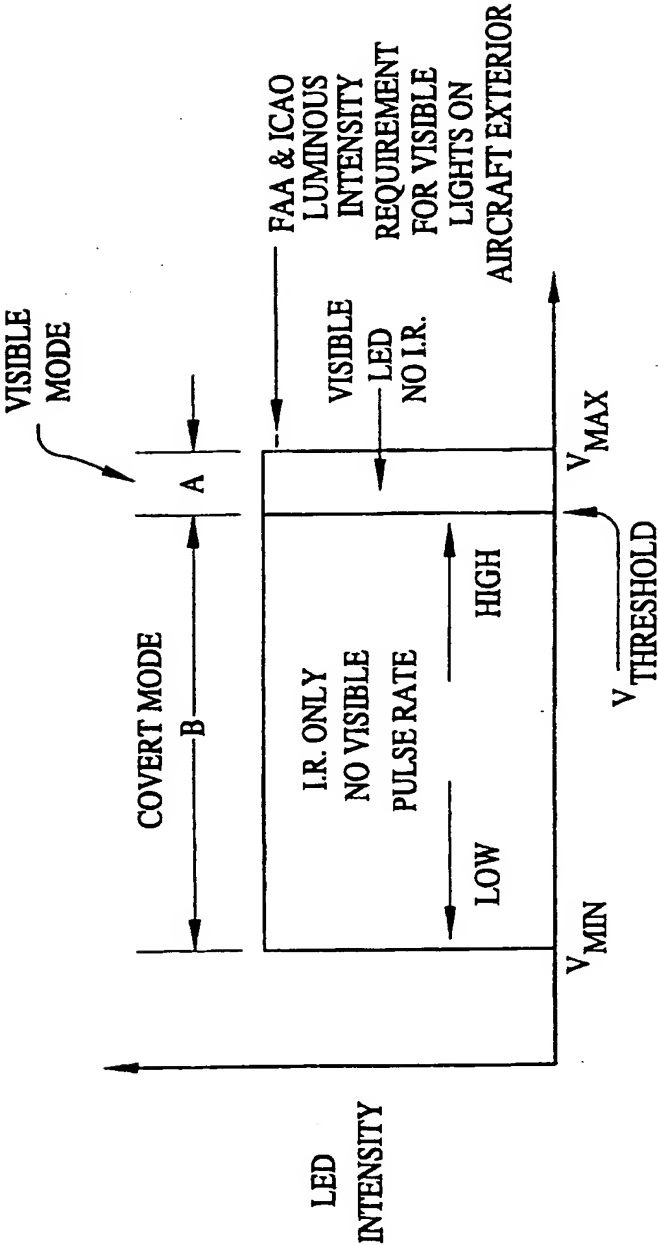 VISIBLE
MODE
COVERT MODE
A
B
FAA & ICAO
LUMINOUS
INTENSITY
REQUIREMENT
FOR VISIBLE
LIGHTS ON
AIRCRAFT EXTERIOR
VISIBLE
LED
NO I.R.
I.R. ONLY
NO VISIBLE
PULSE RATE
LOW
HIGH
LED
INTENSITY
V MIN
V MAX
V THRESHOLD